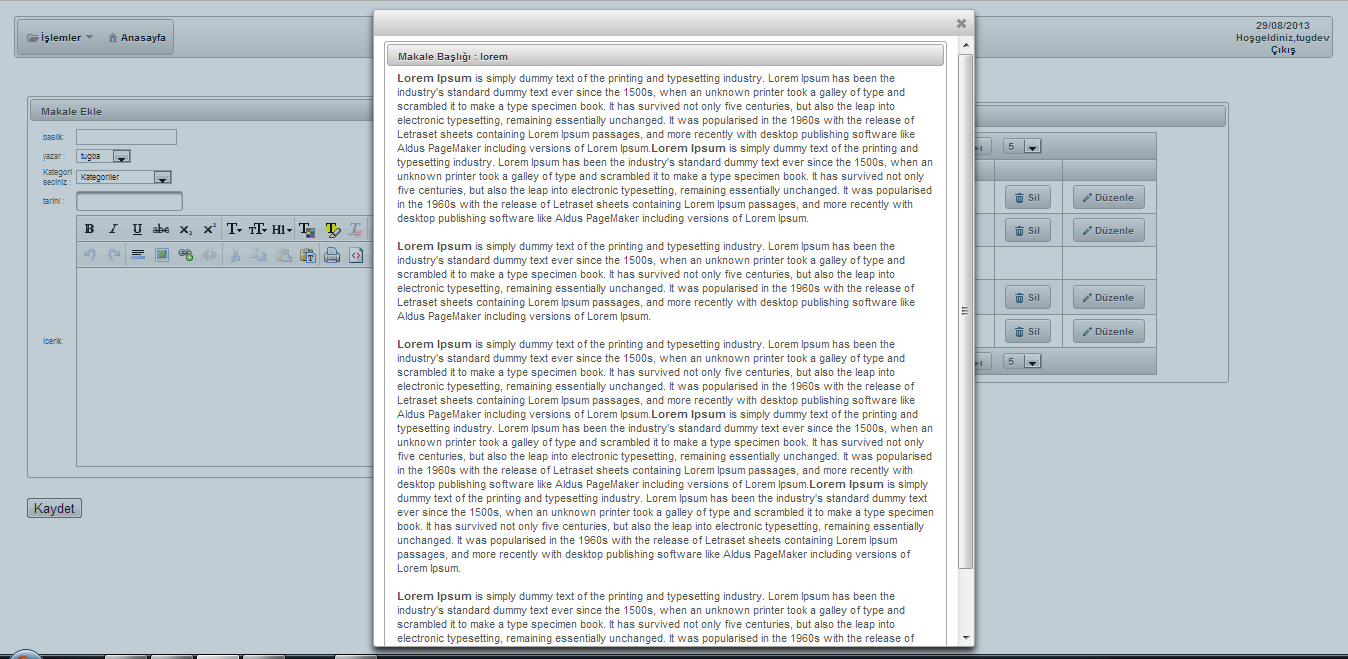 İşlemler Anasayfa
29/08/2013
Hoşgeldiniz,tugdev
Çıkış
Makale Ekle
baslik:
yazar : tugba
Kategori
seciniz : Kategoriler
tarihi :
B I U abc X₂ X² T TT H1 T T T
icerik:
Kaydet
Makale Başlığı : lorem
Lorem Ipsum is simply dummy text of the printing and typesetting industry. Lorem Ipsum has been the
industry's standard dummy text ever since the 1500s, when an unknown printer took a galley of type and
scrambled it to make a type specimen book. It has survived not only five centuries, but also the leap into
electronic typesetting, remaining essentially unchanged. It was popularised in the 1960s with the release of
Letraset sheets containing Lorem Ipsum passages, and more recently with desktop publishing software like
Aldus PageMaker including versions of Lorem Ipsum.Lorem Ipsum is simply dummy text of the printing and
typesetting industry. Lorem Ipsum has been the industry's standard dummy text ever since the 1500s, when an
unknown printer took a galley of type and scrambled it to make a type specimen book. It has survived not only
five centuries, but also the leap into electronic typesetting, remaining essentially unchanged. It was popularised
in the 1960s with the release of Letraset sheets containing Lorem Ipsum passages, and more recently with
desktop publishing software like Aldus PageMaker including versions of Lorem Ipsum.
Lorem Ipsum is simply dummy text of the printing and typesetting industry. Lorem Ipsum has been the
industry's standard dummy text ever since the 1500s, when an unknown printer took a galley of type and
scrambled it to make a type specimen book. It has survived not only five centuries, but also the leap into
electronic typesetting, remaining essentially unchanged. It was popularised in the 1960s with the release of
Letraset sheets containing Lorem Ipsum passages, and more recently with desktop publishing software like
Aldus PageMaker including versions of Lorem Ipsum.
Lorem Ipsum is simply dummy text of the printing and typesetting industry. Lorem Ipsum has been the
industry's standard dummy text ever since the 1500s, when an unknown printer took a galley of type and
scrambled it to make a type specimen book. It has survived not only five centuries, but also the leap into
electronic typesetting, remaining essentially unchanged. It was popularised in the 1960s with the release of
Letraset sheets containing Lorem Ipsum passages, and more recently with desktop publishing software like
Aldus PageMaker including versions of Lorem Ipsum.Lorem Ipsum is simply dummy text of the printing and
typesetting industry. Lorem Ipsum has been the industry's standard dummy text ever since the 1500s, when an
unknown printer took a galley of type and scrambled it to make a type specimen book. It has survived not only
five centuries, but also the leap into electronic typesetting, remaining essentially unchanged. It was popularised
in the 1960s with the release of Letraset sheets containing Lorem Ipsum passages, and more recently with
desktop publishing software like Aldus PageMaker including versions of Lorem Ipsum.Lorem Ipsum is simply
dummy text of the printing and typesetting industry. Lorem Ipsum has been the industry's standard dummy text
ever since the 1500s, when an unknown printer took a galley of type and scrambled it to make a type specimen
book. It has survived not only five centuries, but also the leap into electronic typesetting, remaining essentially
unchanged. It was popularised in the 1960s with the release of Letraset sheets containing Lorem Ipsum
passages, and more recently with desktop publishing software like Aldus PageMaker including versions of
Lorem Ipsum.
Lorem Ipsum is simply dummy text of the printing and typesetting industry. Lorem Ipsum has been the
industry's standard dummy text ever since the 1500s, when an unknown printer took a galley of type and
scrambled it to make a type specimen book. It has survived not only five centuries, but also the leap into
electronic typesetting, remaining essentially unchanged. It was popularised in the 1960s with the release of
5
Sil Düzenle
Sil Düzenle
Sil Düzenle
Sil Düzenle
5